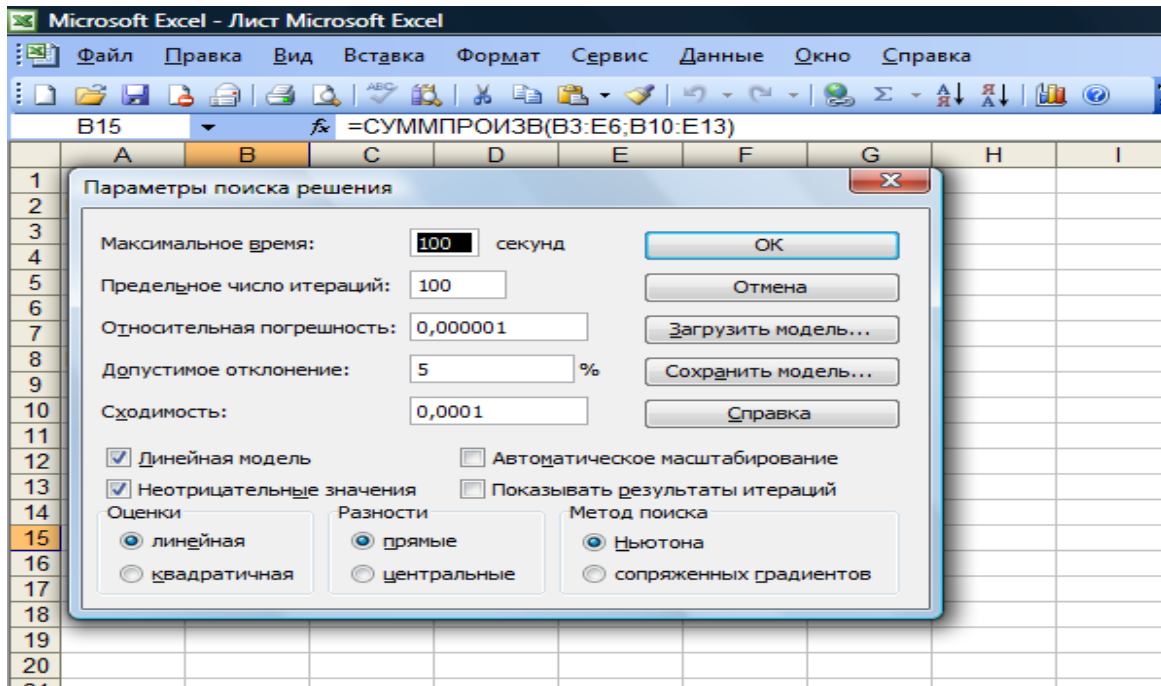 Microsoft Excel - Лист Microsoft Excel
Файл Правка Вид Вставка Формат Сервис Данные Окно Справка
B15 fx =СУММПРОИЗВ(B3:E6;B10:E13)
A B C D E F G H I
1
Параметры поиска решения
2
3
Максимальное время: 100 секунд OK
4
5
Предельное число итераций: 100 Отмена
6
7
Относительная погрешность: 0,000001 Загрузить модель...
8
Допустимое отклонение: 5 % Сохранить модель...
9
10
Сходимость: 0,0001 Справка
11
12
Линейная модель Автоматическое масштабирование
13
Неотрицательные значения Показывать результаты итераций
14
Оценки Разности Метод поиска
15
линейная прямые Ньютона
16
квадратичная центральные сопряженных градиентов
17
18
19
20